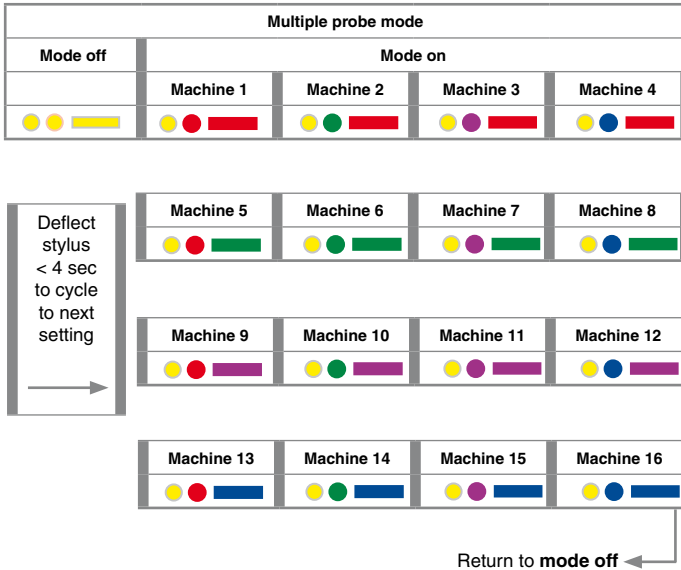 Multiple probe mode
Mode off Mode on
Machine 1 Machine 2 Machine 3 Machine 4
Machine 5 Machine 6 Machine 7 Machine 8
Deflect
stylus
< 4 sec
to cycle
to next
setting
Machine 9 Machine 10 Machine 11 Machine 12
Machine 13 Machine 14 Machine 15 Machine 16
Return to mode off